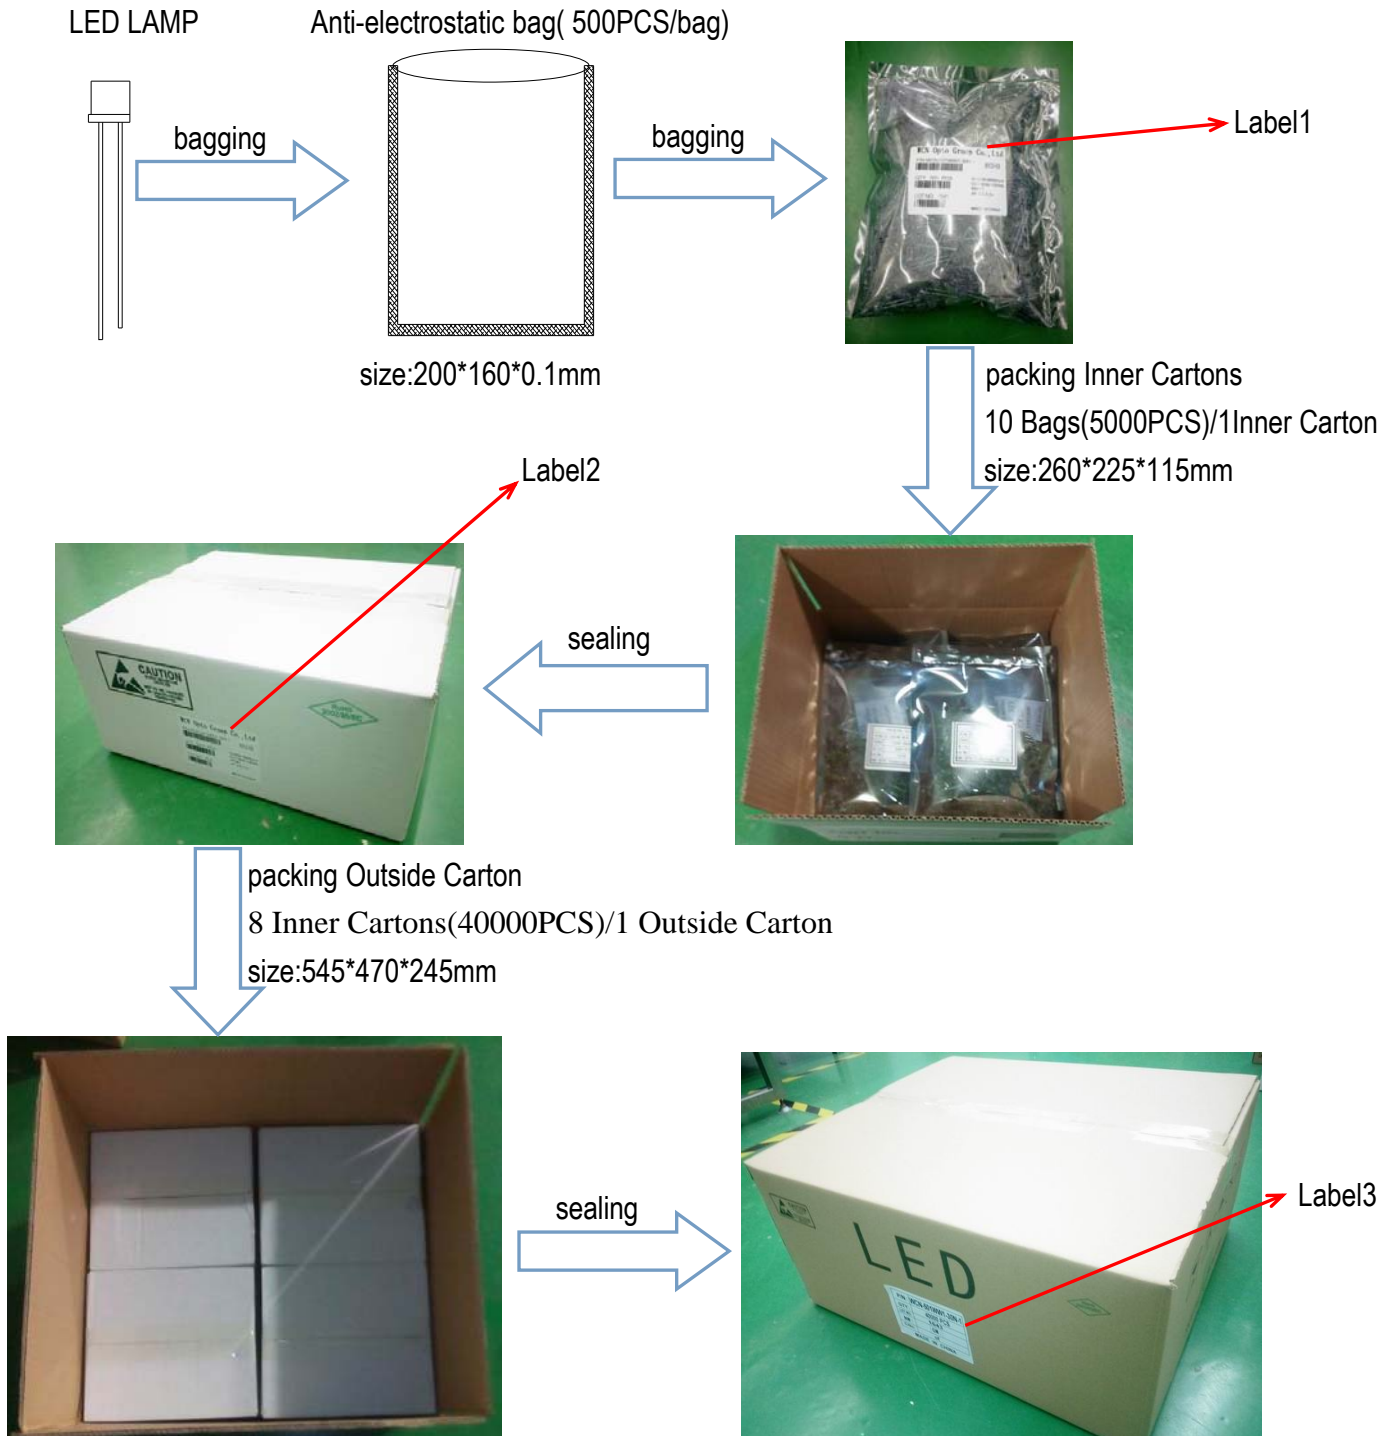 LED LAMP
Anti-electrostatic bag( 500PCS/bag)
bagging
bagging
Label1
size:200*160*0.1mm
packing Inner Cartons
10 Bags(5000PCS)/1Inner Carton
size:260*225*115mm
Label2
sealing
CAUTION
packing Outside Carton
8 Inner Cartons(40000PCS)/1 Outside Carton
size:545*470*245mm
sealing
Label3
LED